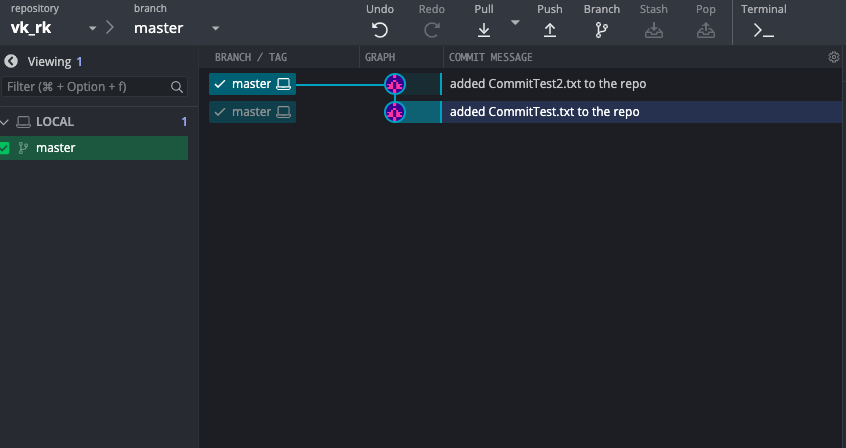 repository
vk_rk
branch
master
Undo
Redo
Pull
Push
Branch
Stash
Pop
Terminal
Viewing 1
Filter (⌘ + Option + f)
LOCAL 1
master
BRANCH / TAG GRAPH COMMIT MESSAGE
master added CommitTest2.txt to the repo
master added CommitTest.txt to the repo